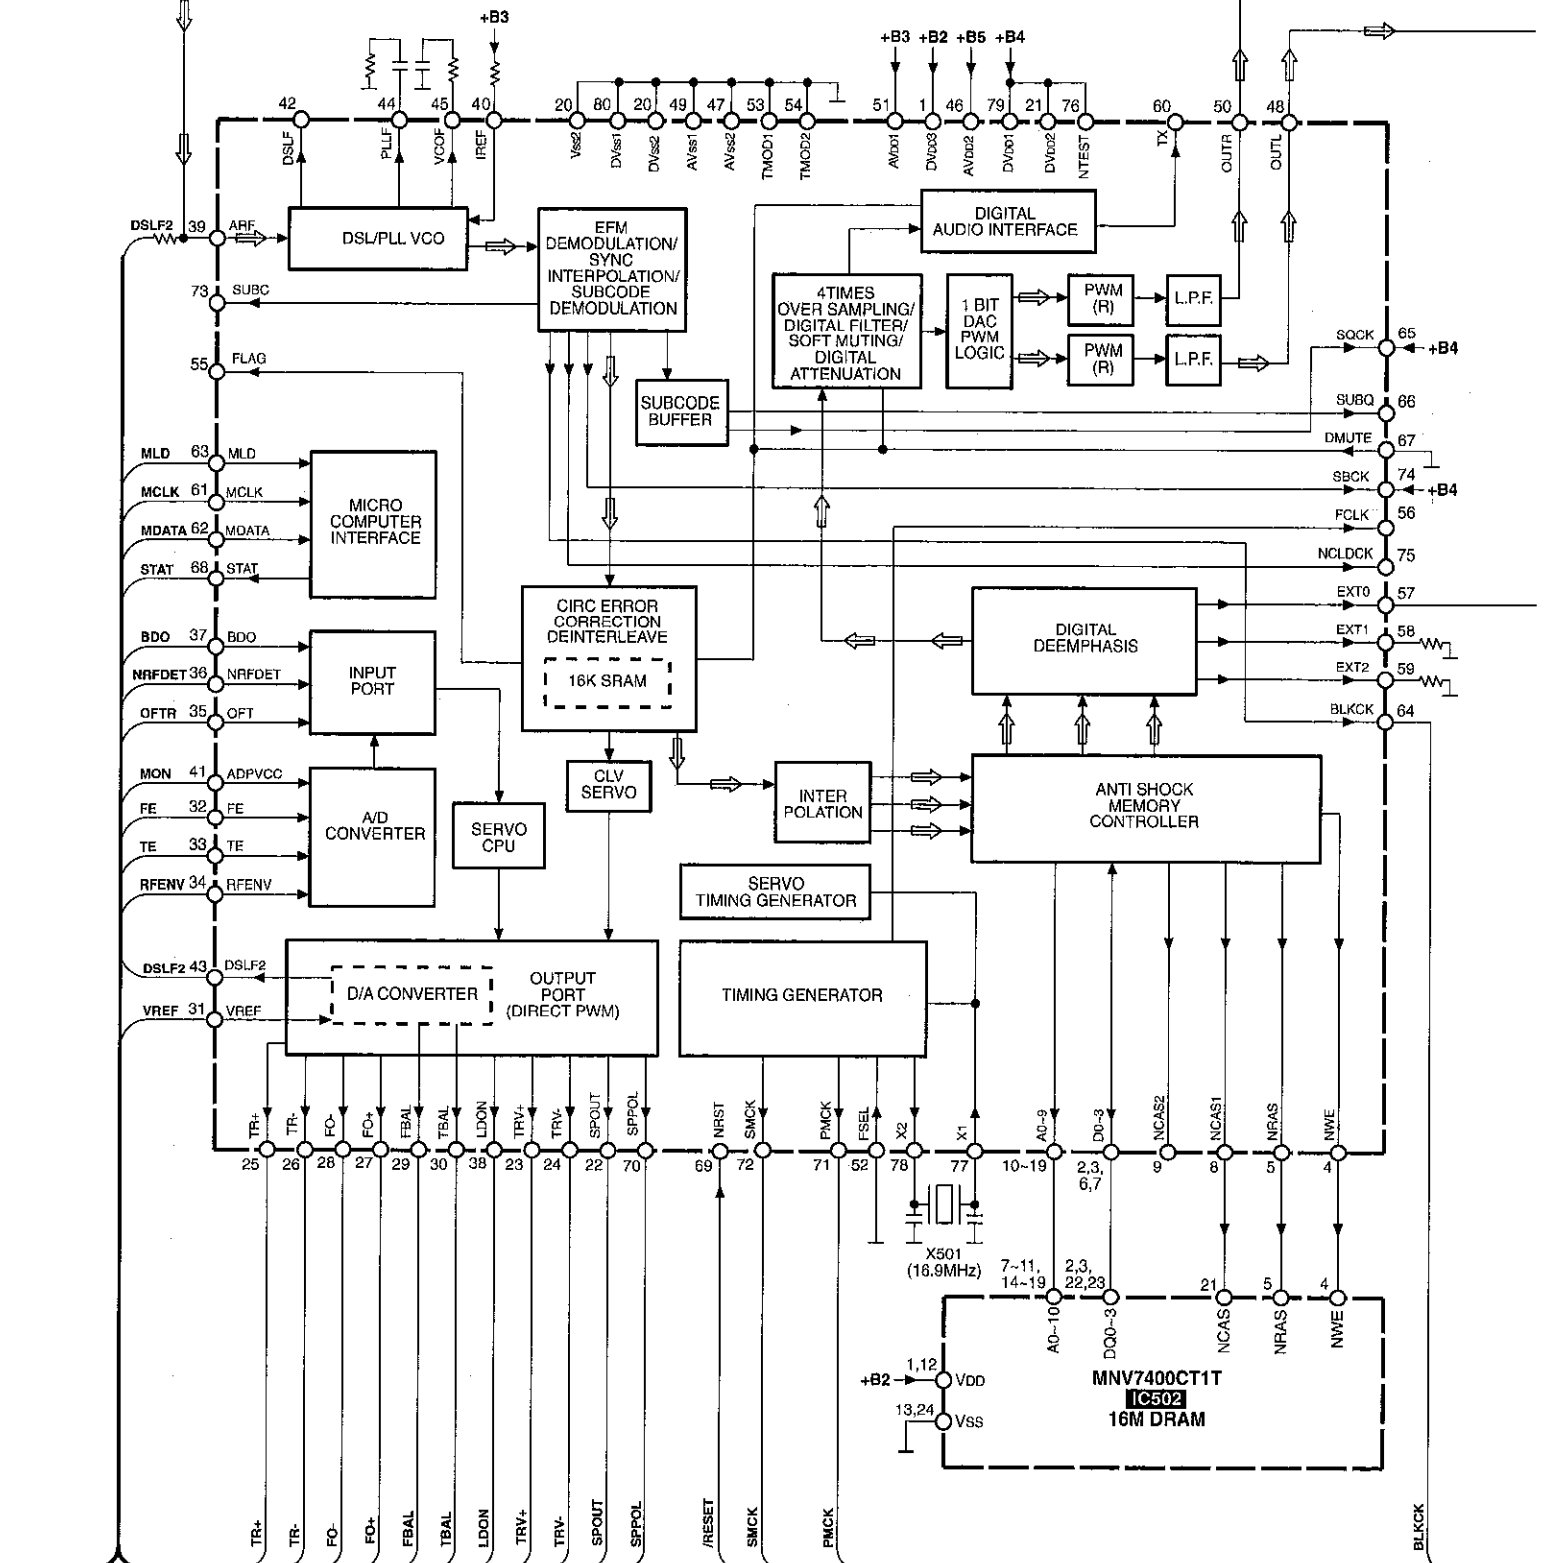 +B3
+B3 +B2 +B5 +B4
42 44 45 40 20 80 20 49 47 53 54 51 1 46 79 21 76 60 50 48
DSLF PLLF VCOF IREF Vss2 DVss1 DVss2 AVss1 AVss2 TMOD1 TMOD2 AVDD1 DVDD3 AVDD2 DVDD1 DVDD2 NTEST TX OUTR OUTL
DSLF2 39 ARF
DSL/PLL VCO
EFM
DEMODULATION/
SYNC
INTERPOLATION/
SUBCODE
DEMODULATION
DIGITAL
AUDIO INTERFACE
4TIMES
OVER SAMPLING/
DIGITAL FILTER/
SOFT MUTING/
DIGITAL
ATTENUATION
1 BIT
DAC
PWM
LOGIC
PWM
(R)
L.P.F.
PWM
(R)
L.P.F.
73 SUBC
55 FLAG
SUBCODE
BUFFER
SQCK 65 +B4
SUBQ 66
DMUTE 67
SBCK 74 +B4
FCLK 56
NCLDCK 75
EXT0 57
EXT1 58
EXT2 59
BLKCK 64
MLD 63 MLD
MCLK 61 MCLK
MDATA 62 MDATA
STAT 68 STAT
MICRO
COMPUTER
INTERFACE
BDO 37 BDO
NRFDET 36 NRFDET
OFTR 35 OFT
INPUT
PORT
CIRC ERROR
CORRECTION
DEINTERLEAVE
16K SRAM
DIGITAL
DEEMPHASIS
MON 41 ADPVCC
FE 32 FE
TE 33 TE
RFENV 34 RFENV
A/D
CONVERTER
SERVO
CPU
CLV
SERVO
INTER
POLATION
ANTI SHOCK
MEMORY
CONTROLLER
SERVO
TIMING GENERATOR
DSLF2 43 DSLF2
VREF 31 VREF
D/A CONVERTER
OUTPUT
PORT
(DIRECT PWM)
TIMING GENERATOR
TR+ TR- FO- FO+ FBAL TBAL LDON TRV+ TRV- SPOUT SPPOL NRST SMCK PMCK FSEL X2 X1 A0~9 D0~3 NCAS2 NCAS1 NRAS NWE
25 26 28 27 29 30 38 23 24 22 70 69 72 71 52 78 77 10~19 2,3, 9 8 5 4
6,7
X501
(16.9MHz)
7~11, 2,3,
14~19 22,23 21 5 4
A0~10 DQ0~3 NCAS NRAS NWE
+B2 1,12 VDD
13,24 Vss
MNV7400CT1T
IC502
16M DRAM
TR+ TR- FO- FO+ FBAL TBAL LDON TRV+ TRV- SPOUT SPPOL /RESET SMCK PMCK BLKCK